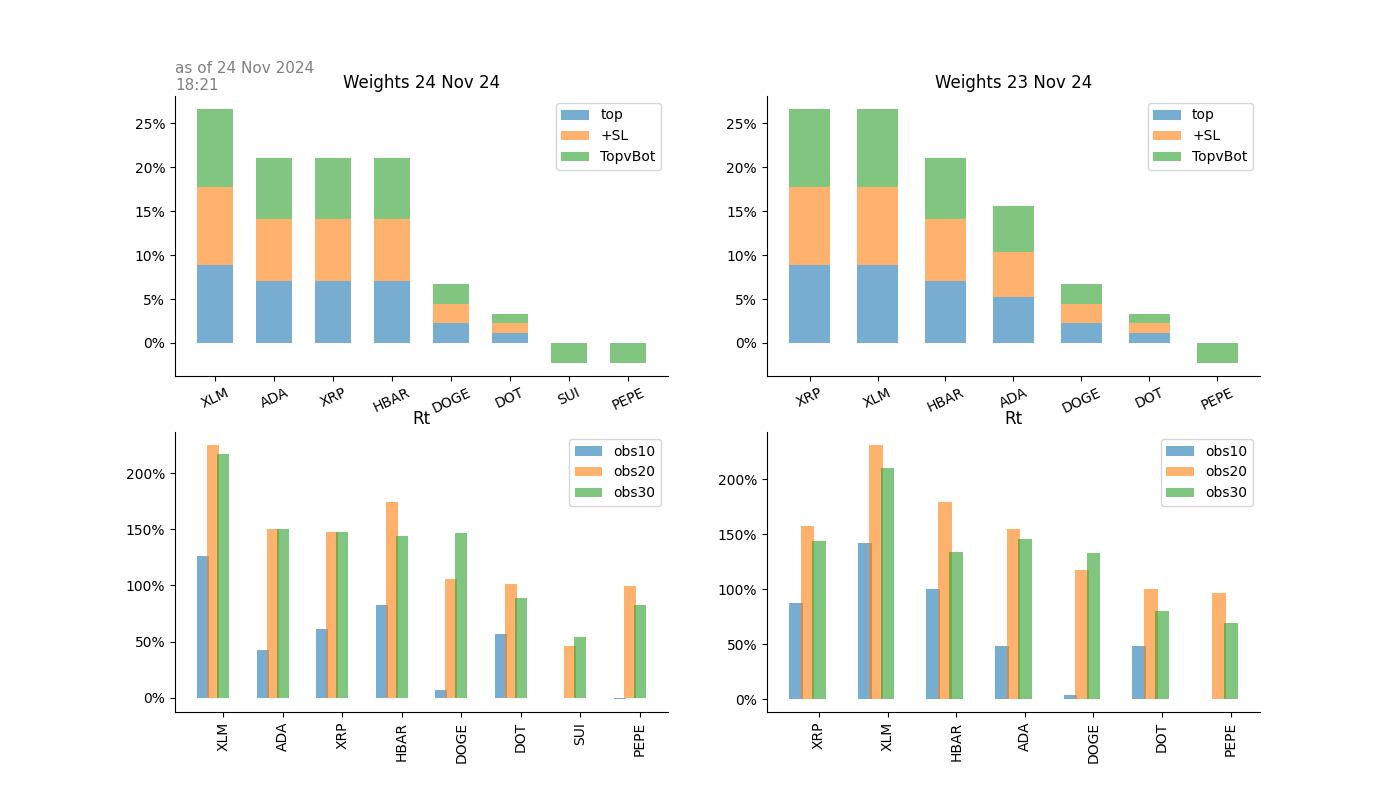 as of 24 Nov 2024
18:21
Weights 24 Nov 24
25%
20%
15%
10%
5%
0%
top
+SL
TopvBot
XLM
ADA
XRP
HBAR
DOGE
DOT
SUI
PEPE
Weights 23 Nov 24
25%
20%
15%
10%
5%
0%
top
+SL
TopvBot
XRP
XLM
HBAR
ADA
DOGE
DOT
PEPE
Rt
200%
150%
100%
50%
0%
obs10
obs20
obs30
XLM
ADA
XRP
HBAR
DOGE
DOT
SUI
PEPE
Rt
200%
150%
100%
50%
0%
obs10
obs20
obs30
XRP
XLM
HBAR
ADA
DOGE
DOT
PEPE